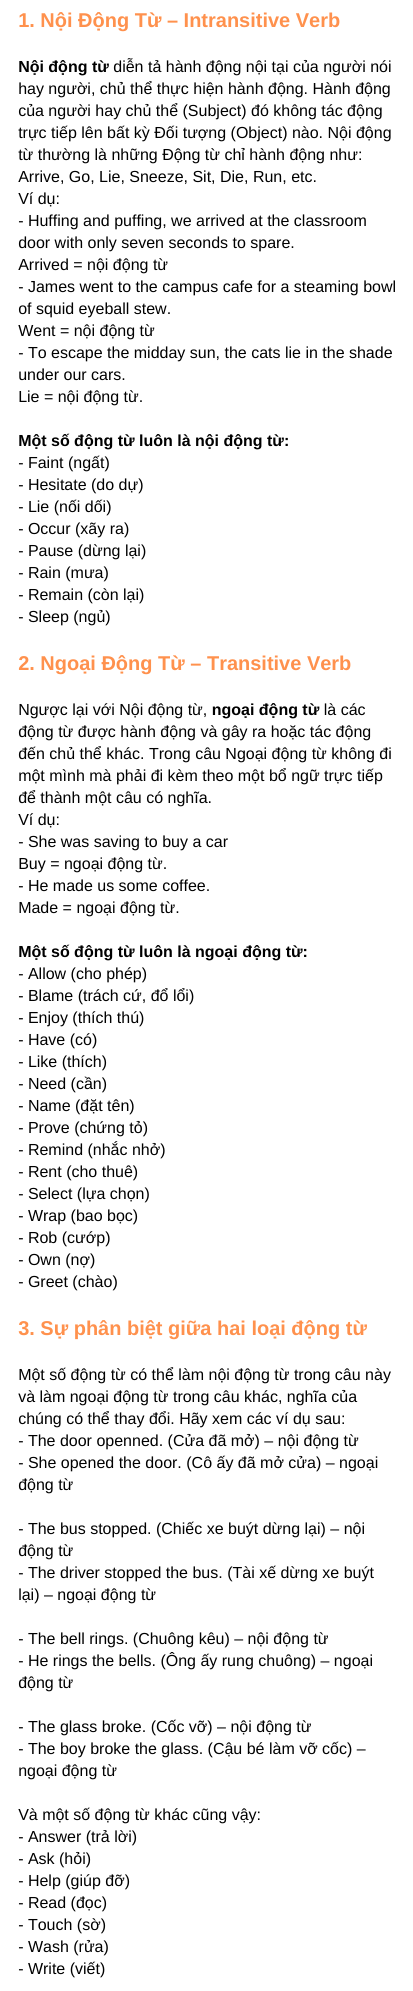 1. Nội Động Từ – Intransitive Verb
Nội động từ diễn tả hành động nội tại của người nói
hay người, chủ thể thực hiện hành động. Hành động
của người hay chủ thể (Subject) đó không tác động
trực tiếp lên bất kỳ Đối tượng (Object) nào. Nội động
từ thường là những Động từ chỉ hành động như:
Arrive, Go, Lie, Sneeze, Sit, Die, Run, etc.
Ví dụ:
- Huffing and puffing, we arrived at the classroom
door with only seven seconds to spare.
Arrived = nội động từ
- James went to the campus cafe for a steaming bowl
of squid eyeball stew.
Went = nội động từ
- To escape the midday sun, the cats lie in the shade
under our cars.
Lie = nội động từ.
Một số động từ luôn là nội động từ:
- Faint (ngất)
- Hesitate (do dự)
- Lie (nối dối)
- Occur (xãy ra)
- Pause (dừng lại)
- Rain (mưa)
- Remain (còn lại)
- Sleep (ngủ)
2. Ngoại Động Từ – Transitive Verb
Ngược lại với Nội động từ, ngoại động từ là các
động từ được hành động và gây ra hoặc tác động
đến chủ thể khác. Trong câu Ngoại động từ không đi
một mình mà phải đi kèm theo một bổ ngữ trực tiếp
để thành một câu có nghĩa.
Ví dụ:
- She was saving to buy a car
Buy = ngoại động từ.
- He made us some coffee.
Made = ngoại động từ.
Một số động từ luôn là ngoại động từ:
- Allow (cho phép)
- Blame (trách cứ, đổ lổi)
- Enjoy (thích thú)
- Have (có)
- Like (thích)
- Need (cần)
- Name (đặt tên)
- Prove (chứng tỏ)
- Remind (nhắc nhở)
- Rent (cho thuê)
- Select (lựa chọn)
- Wrap (bao bọc)
- Rob (cướp)
- Own (nợ)
- Greet (chào)
3. Sự phân biệt giữa hai loại động từ
Một số động từ có thể làm nội động từ trong câu này
và làm ngoại động từ trong câu khác, nghĩa của
chúng có thể thay đổi. Hãy xem các ví dụ sau:
- The door openned. (Cửa đã mở) – nội động từ
- She opened the door. (Cô ấy đã mở cửa) – ngoại
động từ
- The bus stopped. (Chiếc xe buýt dừng lại) – nội
động từ
- The driver stopped the bus. (Tài xế dừng xe buýt
lại) – ngoại động từ
- The bell rings. (Chuông kêu) – nội động từ
- He rings the bells. (Ông ấy rung chuông) – ngoại
động từ
- The glass broke. (Cốc vỡ) – nội động từ
- The boy broke the glass. (Cậu bé làm vỡ cốc) –
ngoại động từ
Và một số động từ khác cũng vậy:
- Answer (trả lời)
- Ask (hỏi)
- Help (giúp đỡ)
- Read (đọc)
- Touch (sờ)
- Wash (rửa)
- Write (viết)